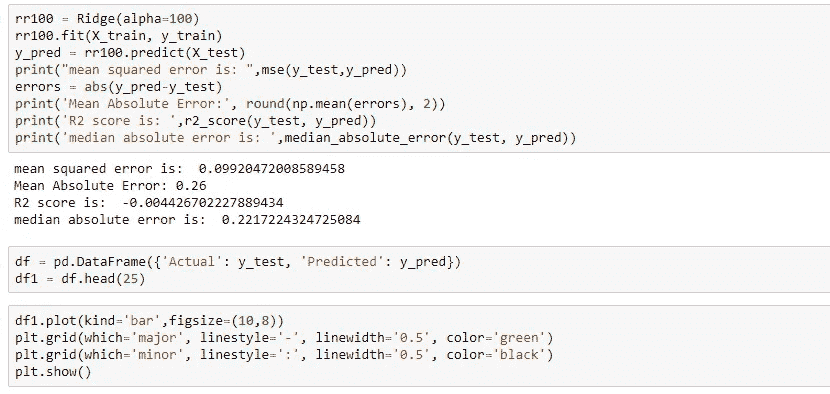 rr100 = Ridge(alpha=100)
rr100.fit(X_train, y_train)
y_pred = rr100.predict(X_test)
print("mean squared error is: ",mse(y_test,y_pred))
errors = abs(y_pred-y_test)
print('Mean Absolute Error:', round(np.mean(errors), 2))
print('R2 score is: ',r2_score(y_test, y_pred))
print('median absolute error is: ',median_absolute_error(y_test, y_pred))
mean squared error is:  0.09920472008589458
Mean Absolute Error: 0.26
R2 score is:  -0.004426702227889434
median absolute error is:  0.2217224324725084
df = pd.DataFrame({'Actual': y_test, 'Predicted': y_pred})
df1 = df.head(25)
df1.plot(kind='bar',figsize=(10,8))
plt.grid(which='major', linestyle='-', linewidth='0.5', color='green')
plt.grid(which='minor', linestyle=':', linewidth='0.5', color='black')
plt.show()